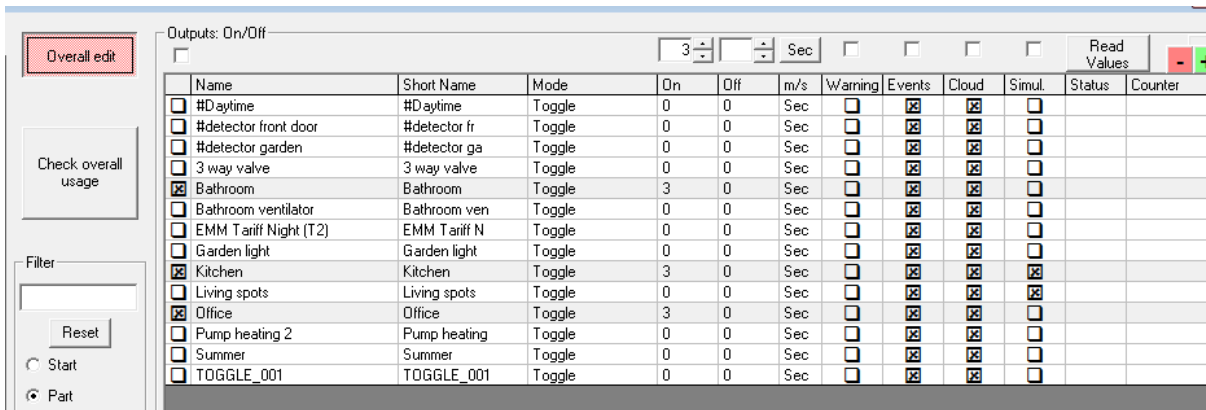 Overall edit
Outputs: On/Off
3 Sec Read Values - +
Name Short Name Mode On Off m/s Warning Events Cloud Simul. Status Counter
#Daytime #Daytime Toggle 0 0 Sec
#detector front door #detector fr Toggle 0 0 Sec
#detector garden #detector ga Toggle 0 0 Sec
3 way valve 3 way valve Toggle 0 0 Sec
Bathroom Bathroom Toggle 3 0 Sec
Bathroom ventilator Bathroom ven Toggle 0 0 Sec
EMM Tariff Night (T2) EMM Tariff N Toggle 0 0 Sec
Garden light Garden light Toggle 0 0 Sec
Kitchen Kitchen Toggle 3 0 Sec
Living spots Living spots Toggle 0 0 Sec
Office Office Toggle 3 0 Sec
Pump heating 2 Pump heating Toggle 0 0 Sec
Summer Summer Toggle 0 0 Sec
TOGGLE_001 TOGGLE_001 Toggle 0 0 Sec
Check overall
usage
Filter
Reset
Start
Part